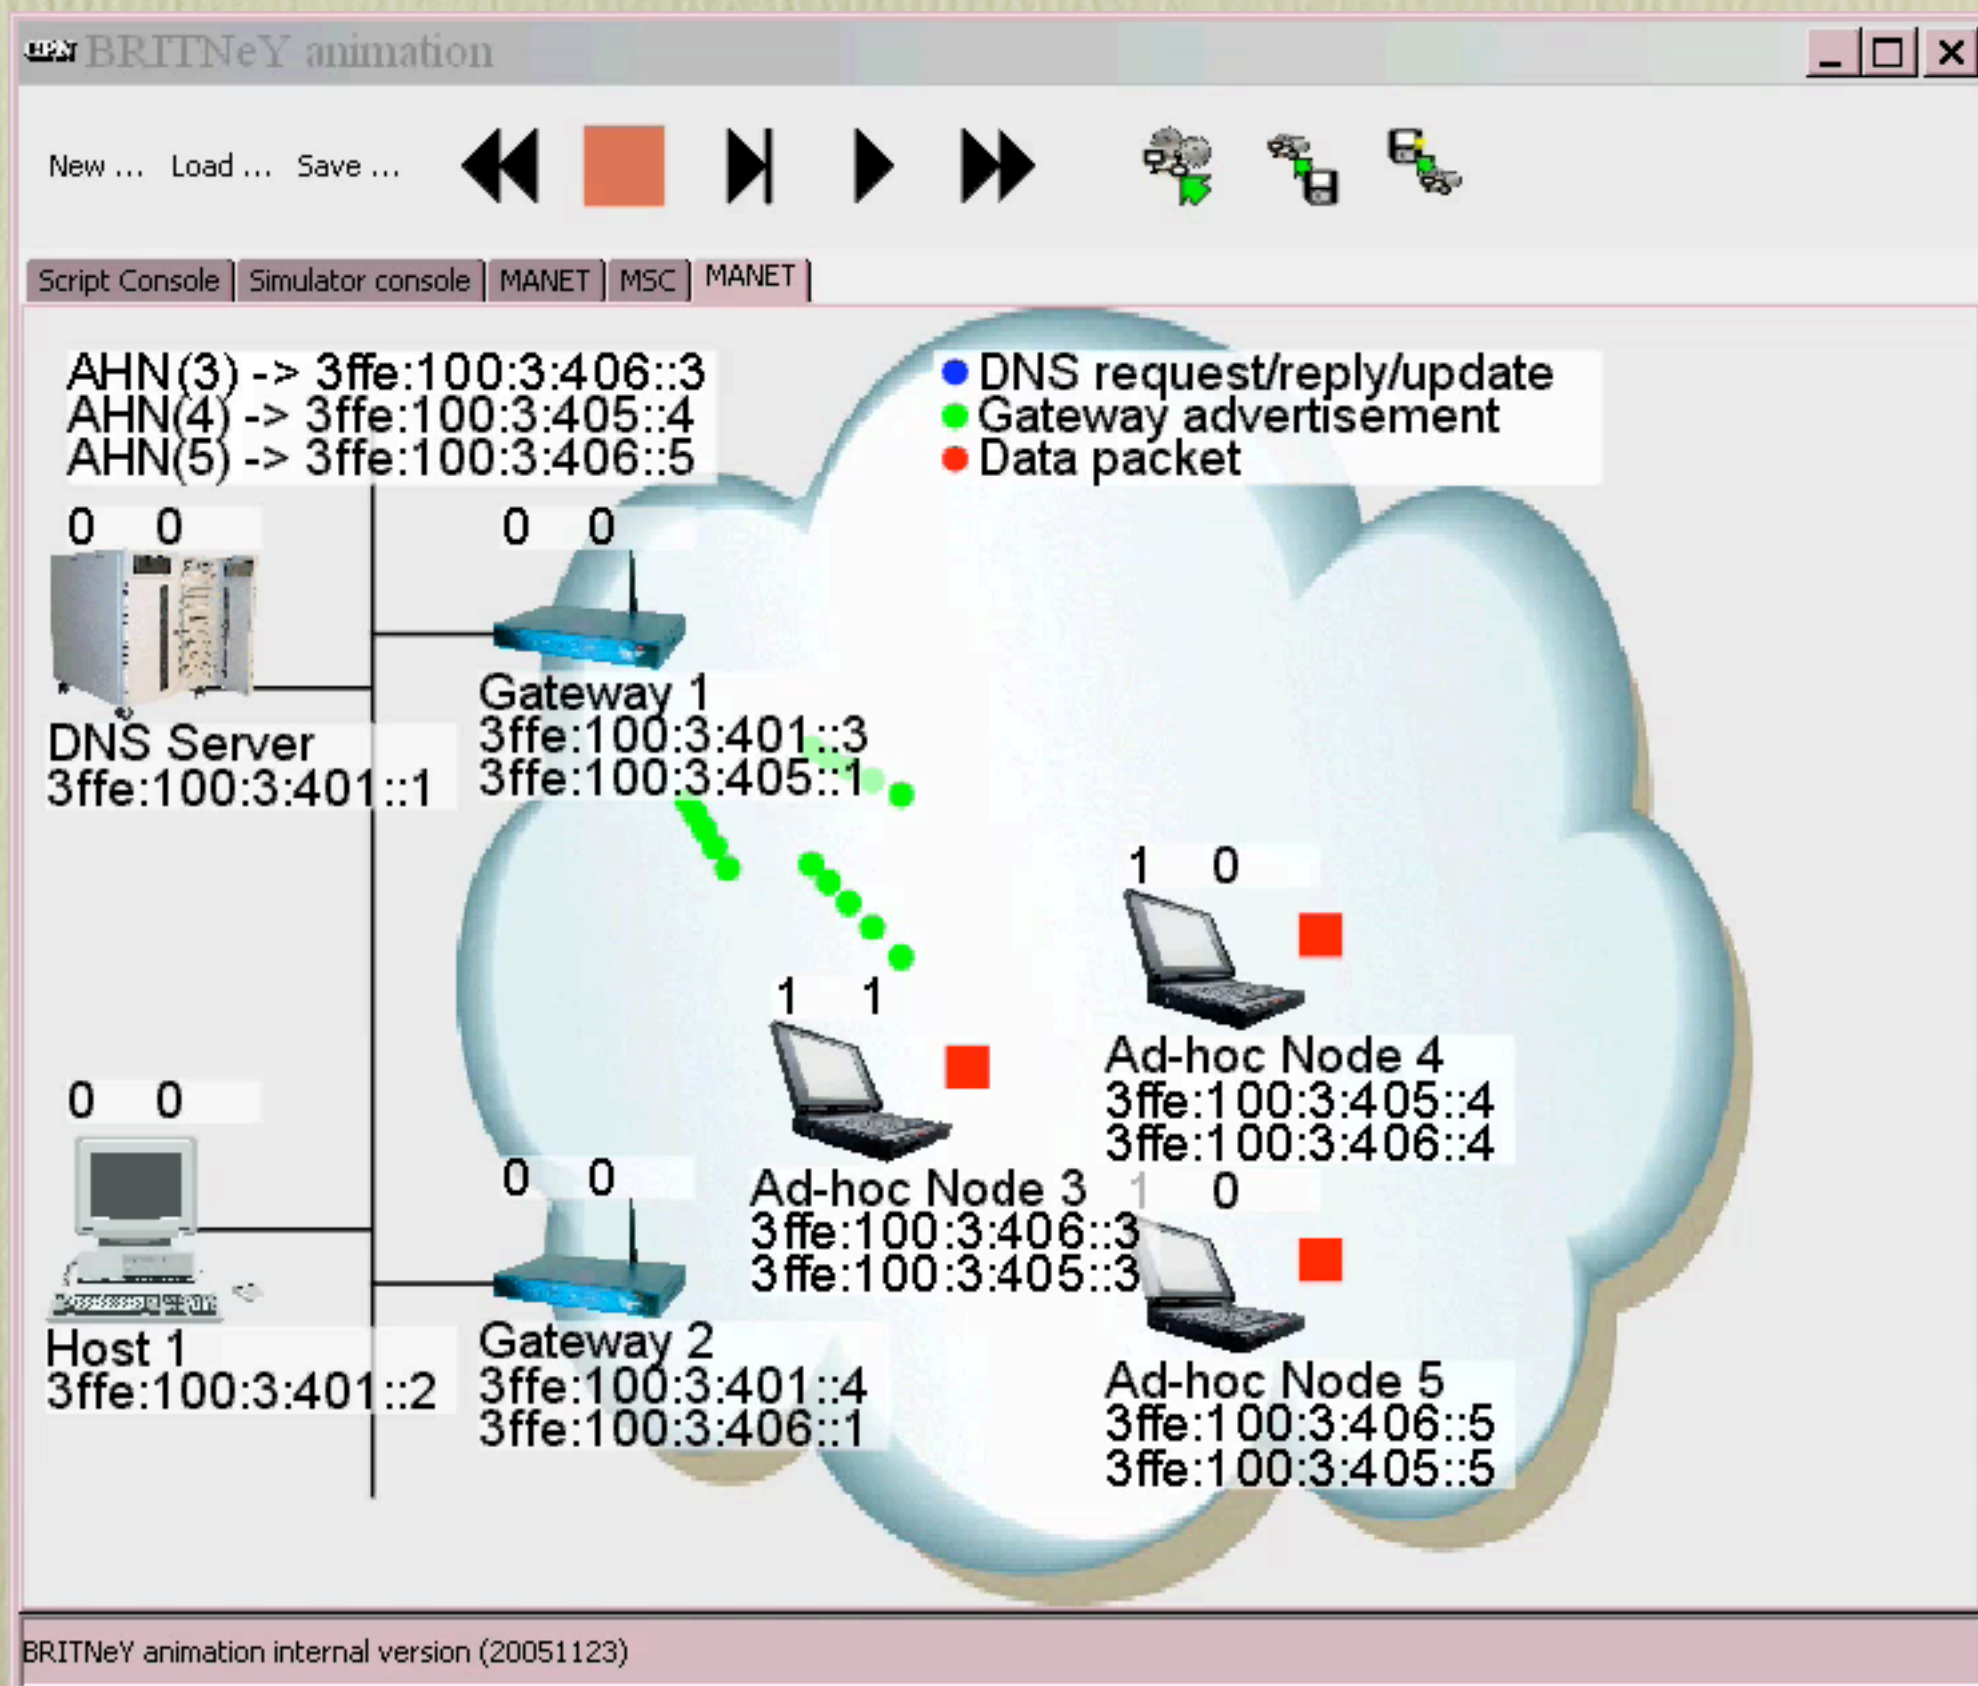 CPN BRITNeY animation
New ... Load ... Save ...
Script Console Simulator console MANET MSC MANET
AHN(3) -> 3ffe:100:3:406::3
AHN(4) -> 3ffe:100:3:405::4
AHN(5) -> 3ffe:100:3:406::5
DNS request/reply/update
Gateway advertisement
Data packet
0 0
DNS Server
3ffe:100:3:401::1
0 0
Gateway 1
3ffe:100:3:401::3
3ffe:100:3:405::1
1 0
Ad-hoc Node 4
3ffe:100:3:405::4
3ffe:100:3:406::4
1 1
Ad-hoc Node 3
3ffe:100:3:406::3
3ffe:100:3:405::3
0 0
Host 1
3ffe:100:3:401::2
0 0
Gateway 2
3ffe:100:3:401::4
3ffe:100:3:406::1
1 0
Ad-hoc Node 5
3ffe:100:3:406::5
3ffe:100:3:405::5
BRITNeY animation internal version (20051123)